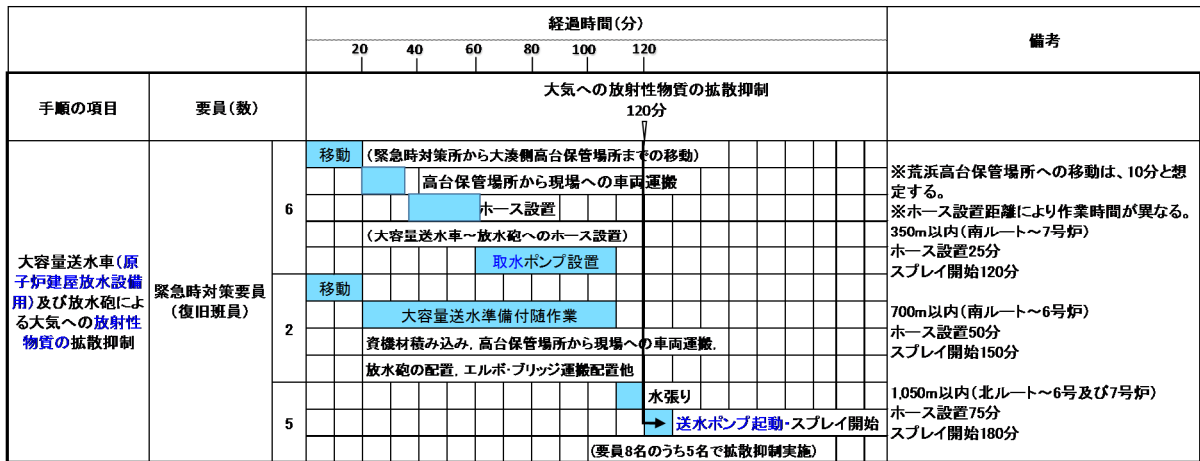 経過時間(分)
備考
20 40 60 80 100 120
手順の項目
要員(数)
大気への放射性物質の拡散抑制
120分
大容量送水車(原
子炉建屋放水設備
用)及び放水砲によ
る大気への放射性
物質の拡散抑制
緊急時対策要員
(復旧班員)
6
移動
(緊急時対策所から大湊側高台保管場所までの移動)
高台保管場所から現場への車両運搬
ホース設置
(大容量送水車～放水砲へのホース設置)
取水ポンプ設置
2
移動
大容量送水準備付随作業
資機材積み込み，高台保管場所から現場への車両運搬，
放水砲の配置，エルボ・ブリッジ運搬配置他
5
水張り
送水ポンプ起動・スプレイ開始
(要員8名のうち5名で拡散抑制実施)
※荒浜高台保管場所への移動は、10分と想
定する。
※ホース設置距離により作業時間が異なる。
350m以内(南ルート～7号炉)
ホース設置25分
スプレイ開始120分
700m以内(南ルート～6号炉)
ホース設置50分
スプレイ開始150分
1,050m以内(北ルート～6号及び7号炉)
ホース設置75分
スプレイ開始180分